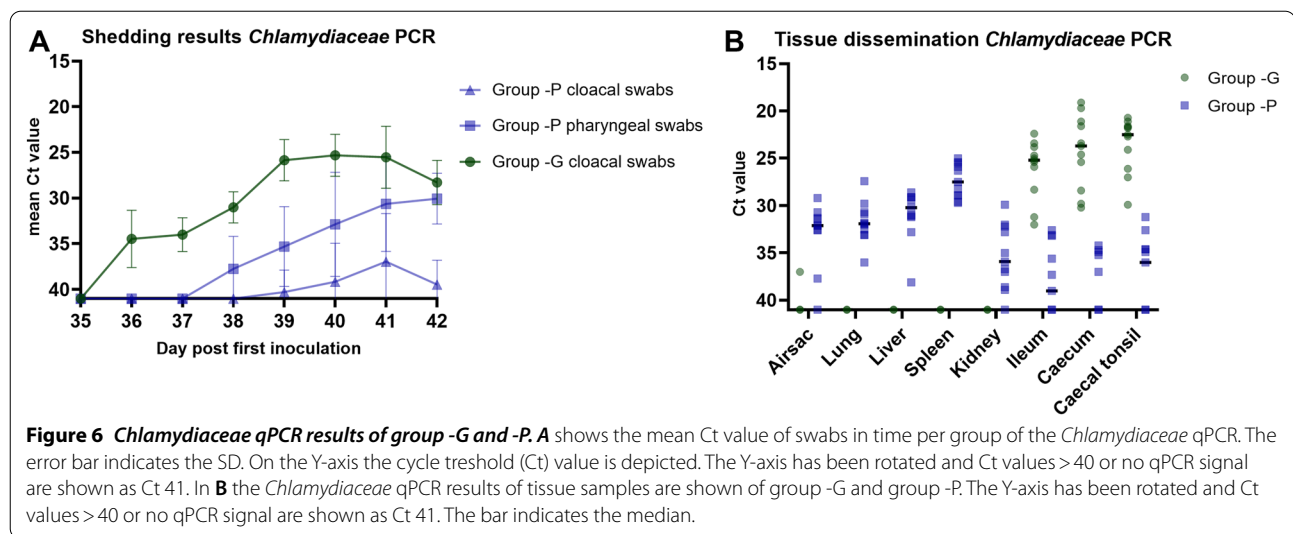 A
Shedding results Chlamydiaceae PCR
15
20
25
30
35
40
mean Ct value
35 36 37 38 39 40 41 42
Day post first inoculation
Group -P cloacal swabs
Group -P pharyngeal swabs
Group -G cloacal swabs
B
Tissue dissemination Chlamydiaceae PCR
15
20
25
30
35
40
Ct value
Airsac
Lung
Liver
Spleen
Kidney
Ileum
Caecum
Caecal tonsil
Group -G
Group -P
Figure 6 Chlamydiaceae qPCR results of group -G and -P. A shows the mean Ct value of swabs in time per group of the Chlamydiaceae qPCR. The
error bar indicates the SD. On the Y-axis the cycle treshold (Ct) value is depicted. The Y-axis has been rotated and Ct values > 40 or no qPCR signal
are shown as Ct 41. In B the Chlamydiaceae qPCR results of tissue samples are shown of group -G and group -P. The Y-axis has been rotated and Ct
values > 40 or no qPCR signal are shown as Ct 41. The bar indicates the median.